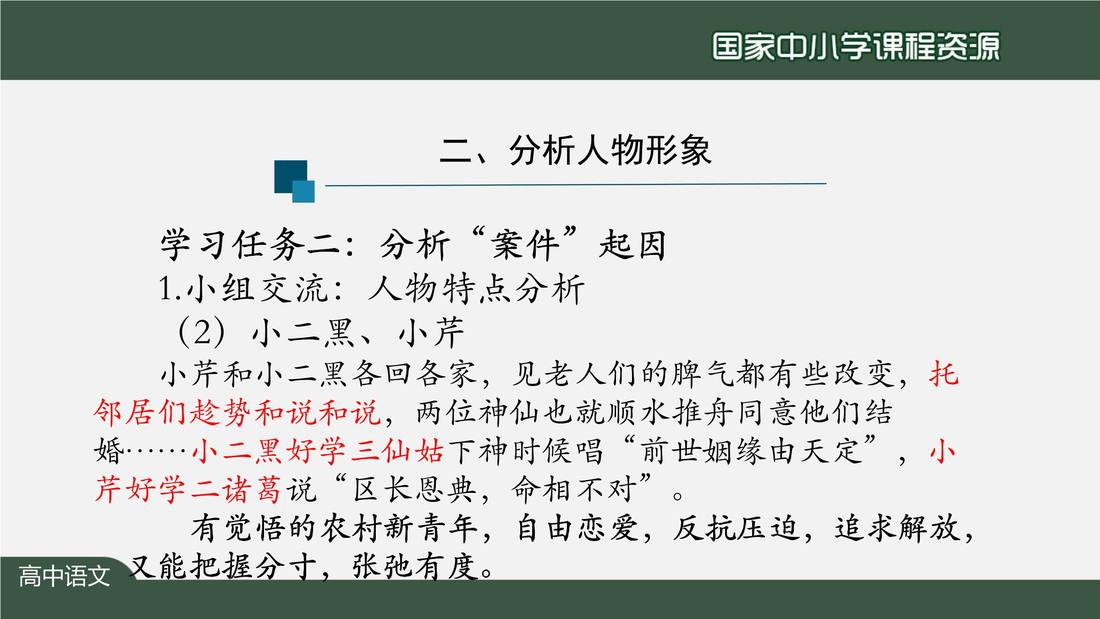 国家中小学课程资源
二、分析人物形象
学习任务二：分析“案件”起因
1.小组交流：人物特点分析
（2）小二黑、小芹
小芹和小二黑各回各家，见老人们的脾气都有些改变，托
邻居们趁势和说和说，两位神仙也就顺水推舟同意他们结
婚……小二黑好学三仙姑下神时候唱“前世姻缘由天定”，小
芹好学二诸葛说“区长恩典，命相不对”。
有觉悟的农村新青年，自由恋爱，反抗压迫，追求解放，
又能把握分寸，张弛有度。
高中语文